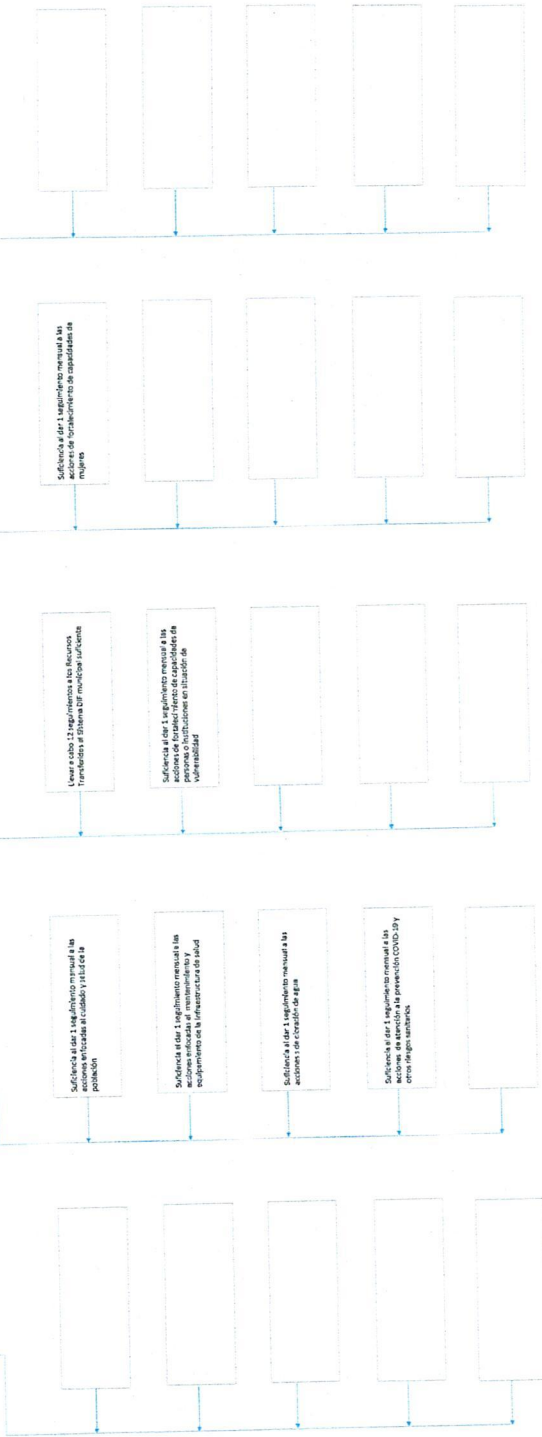 Suficiencia al dar 1 seguimiento mensual a las
acciones de fortalecimiento de capacidades de
mujeres
Llevar a cabo 12 seguimientos a los Recursos
Transferidos al Sistema DIF municipal suficiente
Suficiencia al dar 1 seguimiento mensual a las
acciones de fortalecimiento de capacidades de
personas o instituciones en situación de
vulnerabilidad
Suficiencia al dar 1 seguimiento mensual a las
acciones enfocadas al cuidado y salud de la
población
Suficiencia al dar 1 seguimiento mensual a las
acciones enfocadas al mantenimiento y
equipamiento de la infraestructura de salud
Suficiencia al dar 1 seguimiento mensual a las
acciones de cloración de agua
Suficiencia al dar 1 seguimiento mensual a las
acciones de atención a la prevención COVID-19 y
otros riesgos sanitarios